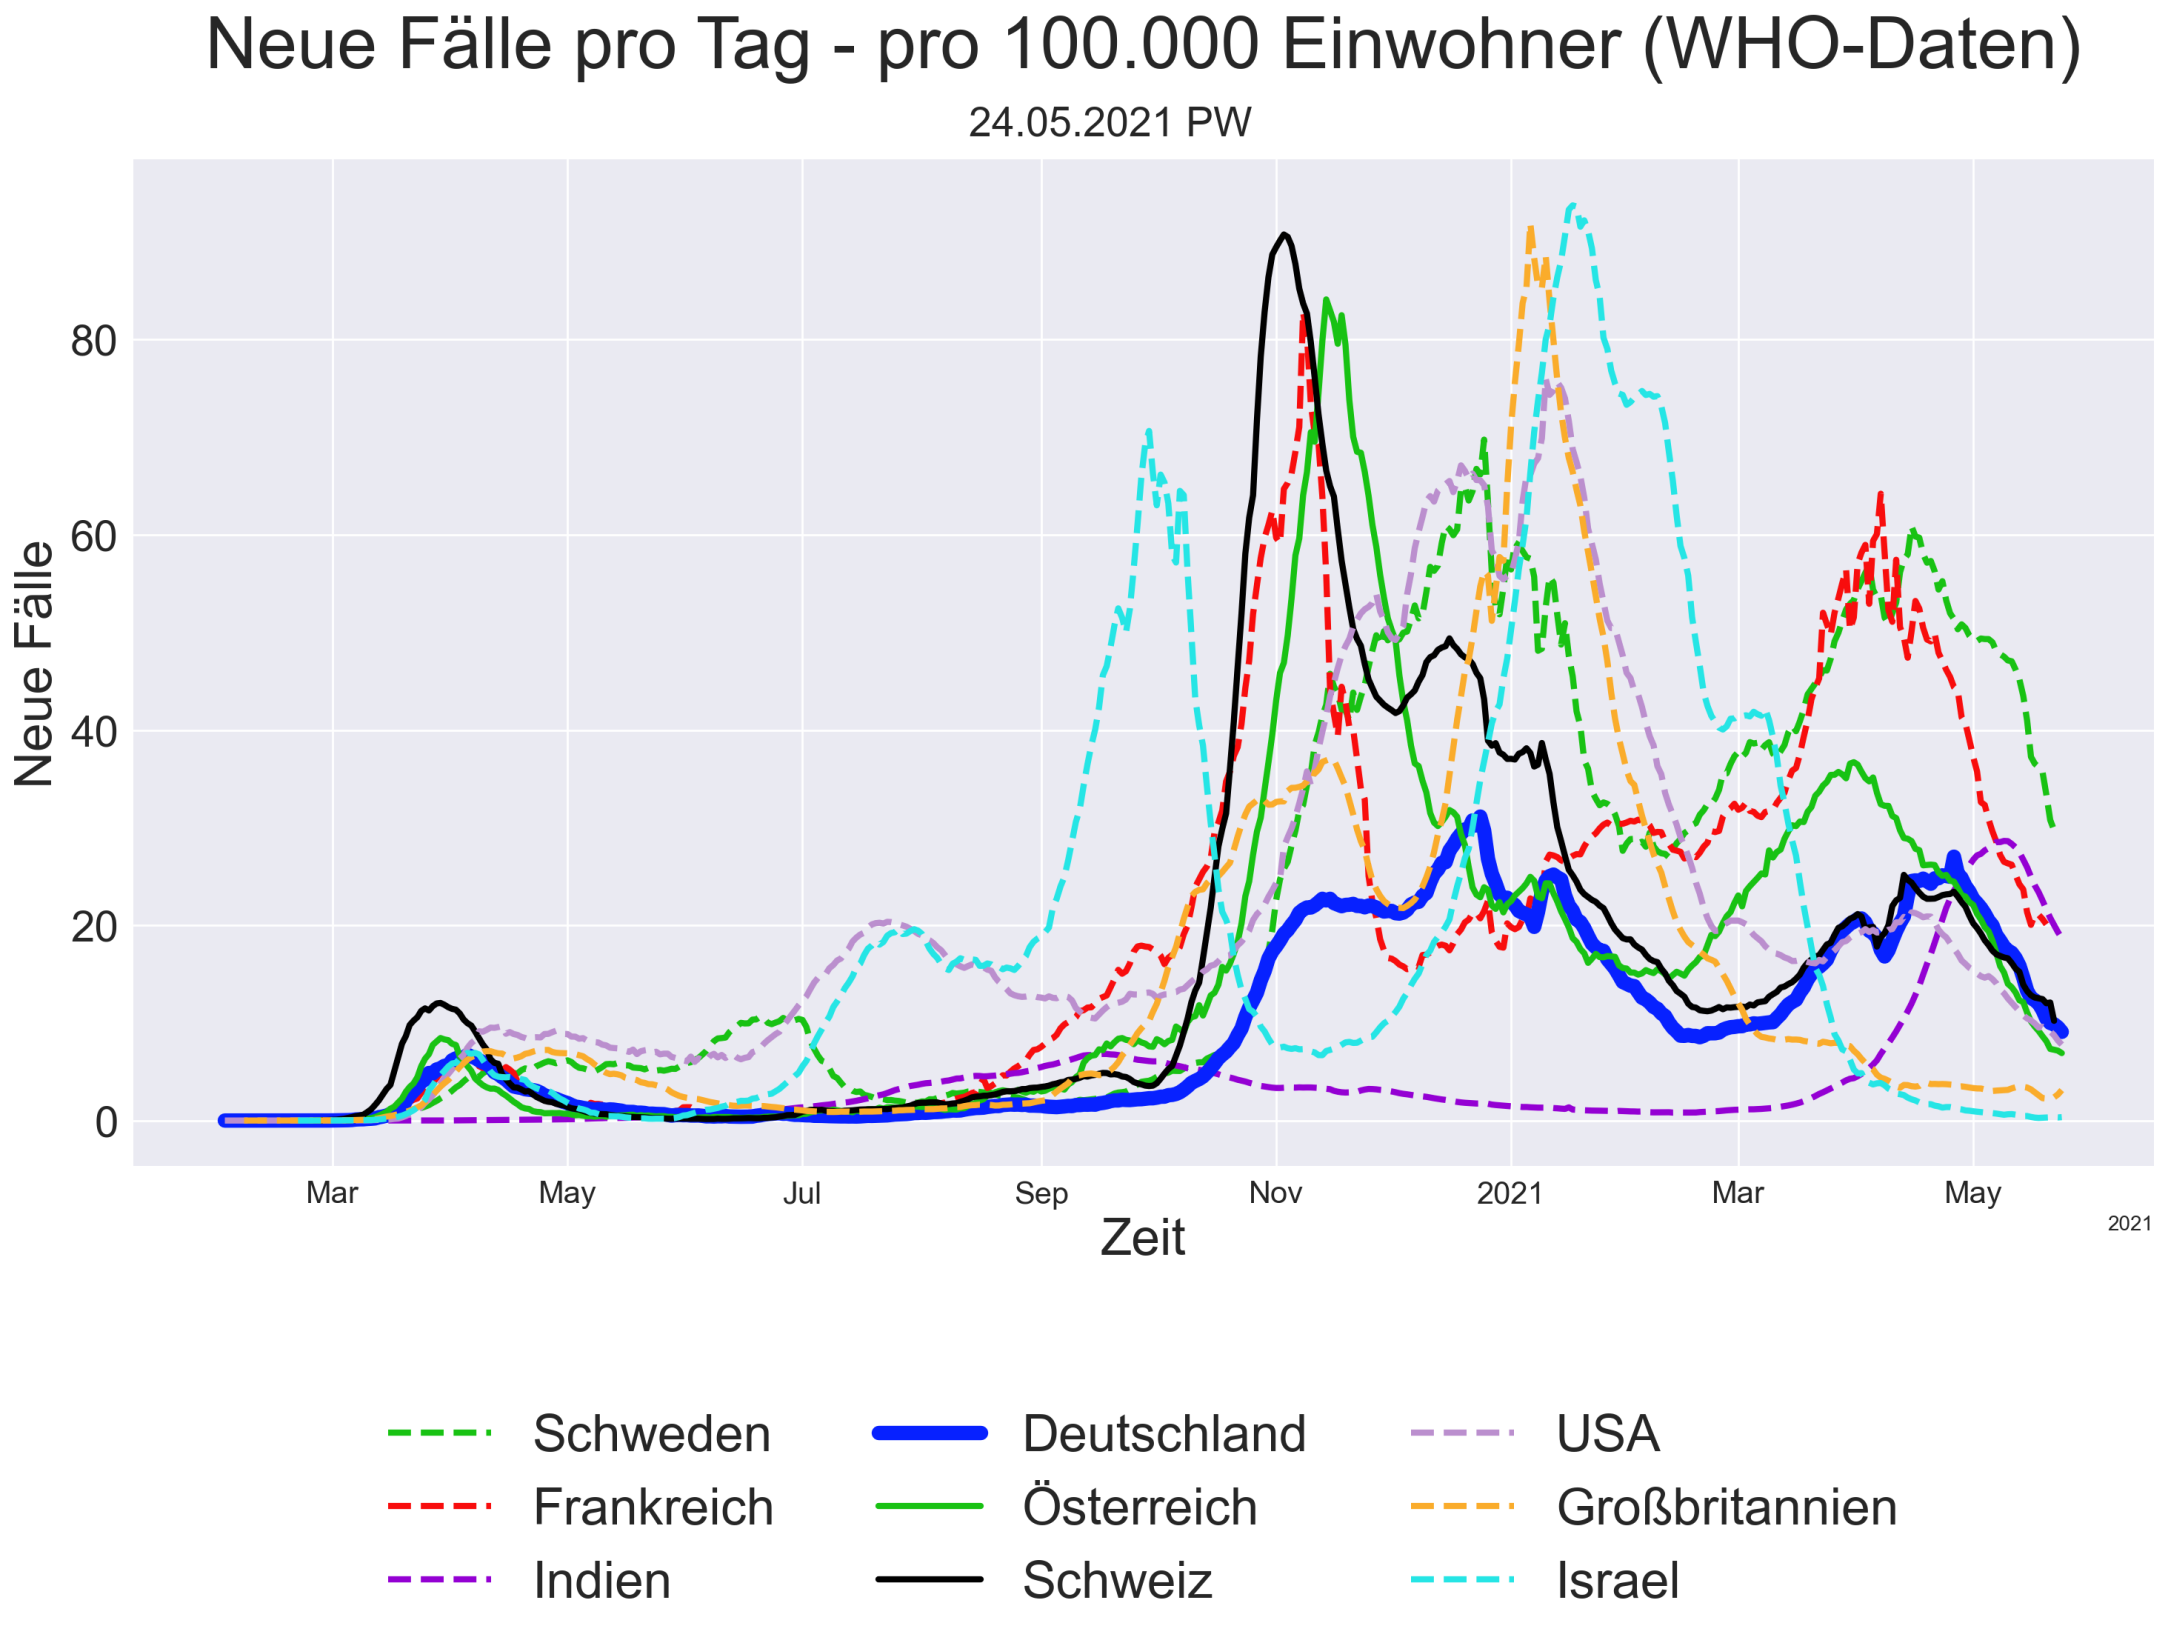 Neue Fälle pro Tag - pro 100.000 Einwohner (WHO-Daten)
24.05.2021 PW
Neue Fälle
80
60
40
20
0
Mar May Jul Sep Nov 2021 Mar May
2021
Zeit
Schweden Deutschland USA
Frankreich Österreich Großbritannien
Indien Schweiz Israel